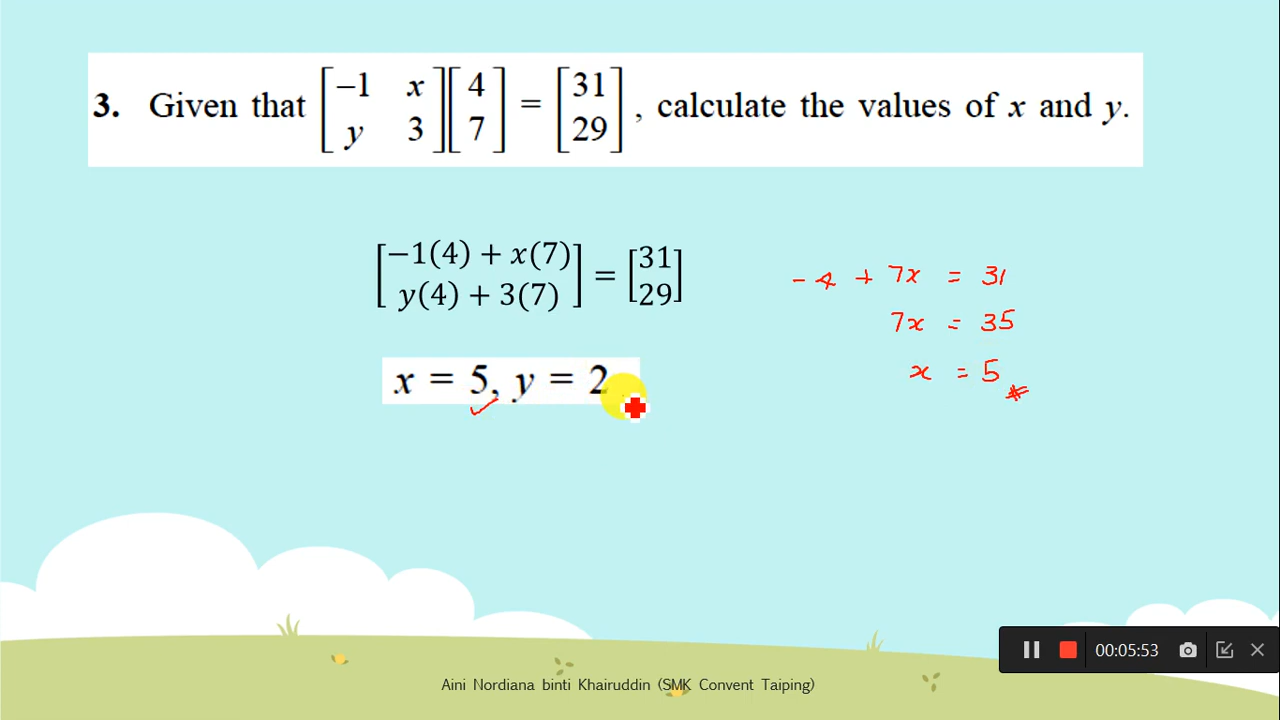 3. Given that [−1 x y 3][4 7] = [31 29], calculate the values of x and y.
[−1(4) + x(7) y(4) + 3(7)] = [31 29]
x = 5, y = 2
- 4 + 7x = 31
7x = 35
x = 5
00:05:53
Aini Nordiana binti Khairuddin (SMK Convent Taiping)